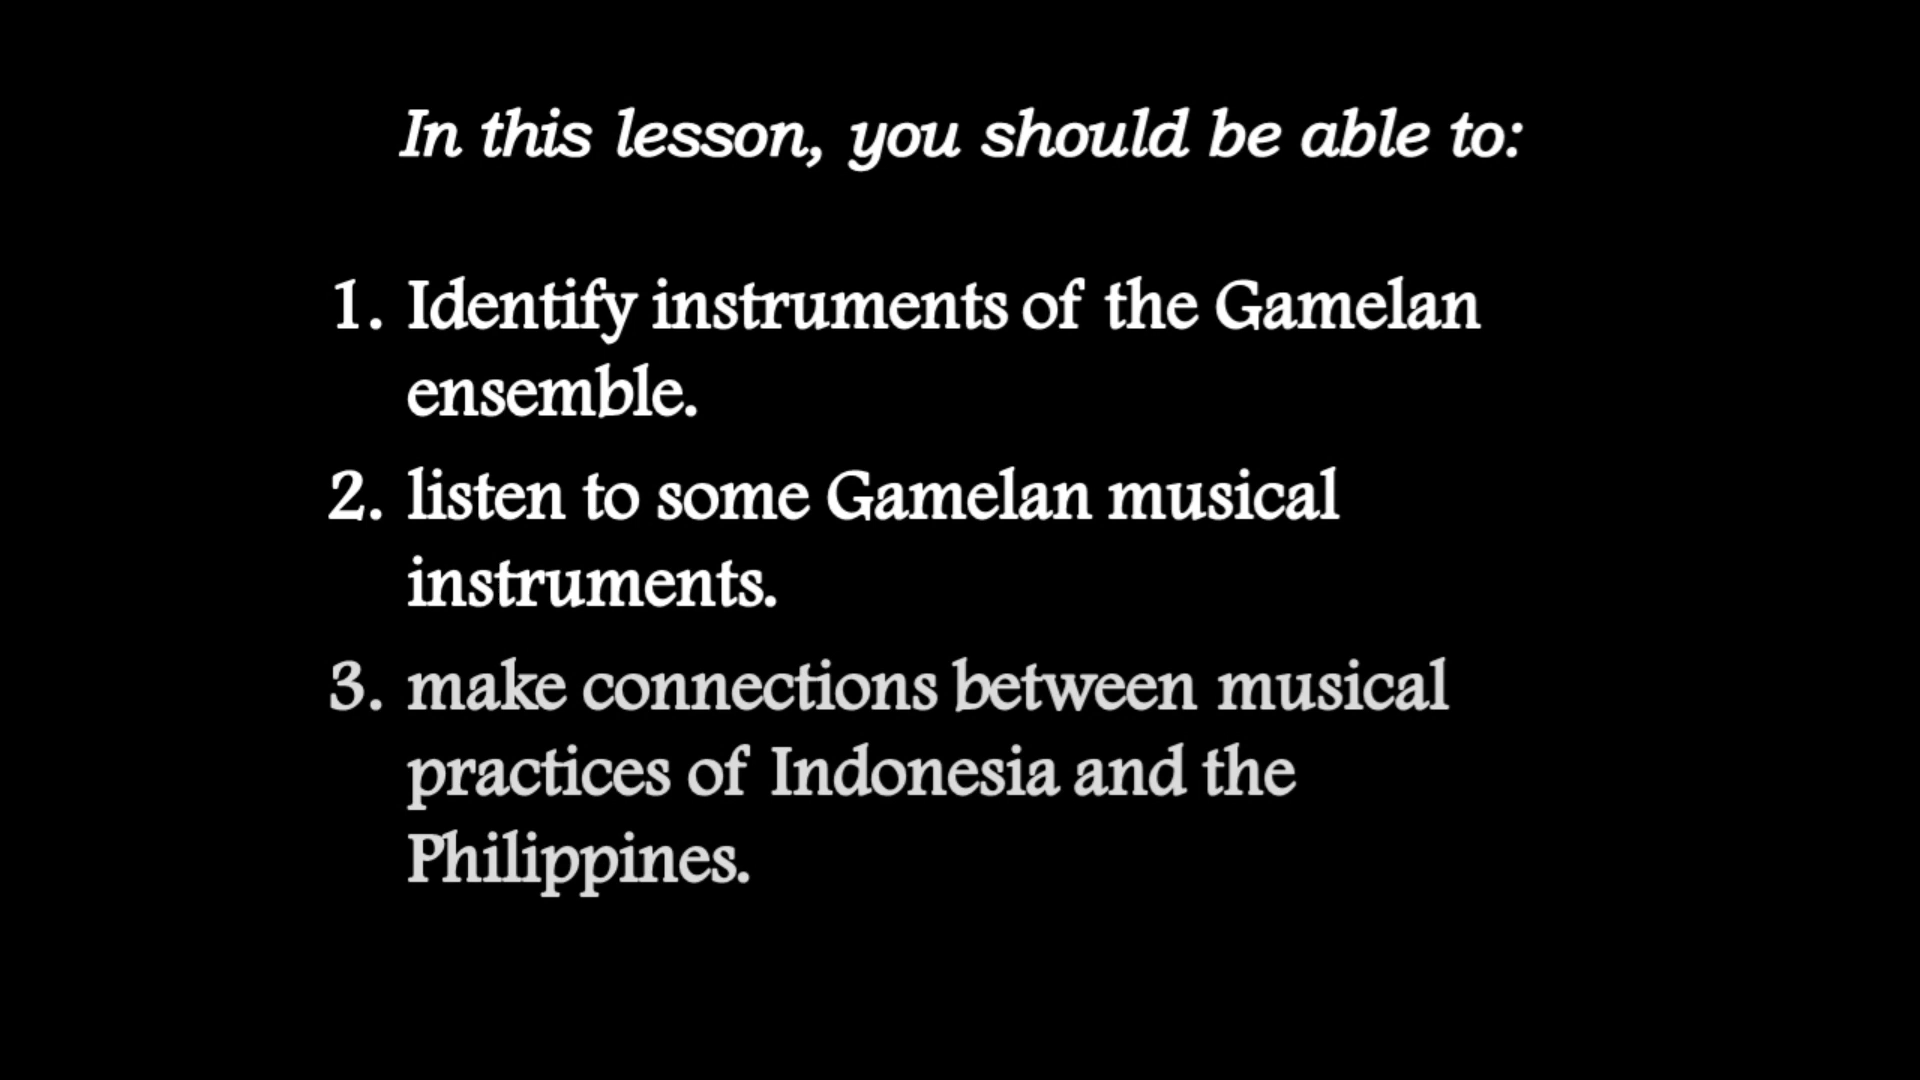 In this lesson, you should be able to:
1. Identify instruments of the Gamelan
ensemble.
2. listen to some Gamelan musical
instruments.
3. make connections between musical
practices of Indonesia and the
Philippines.